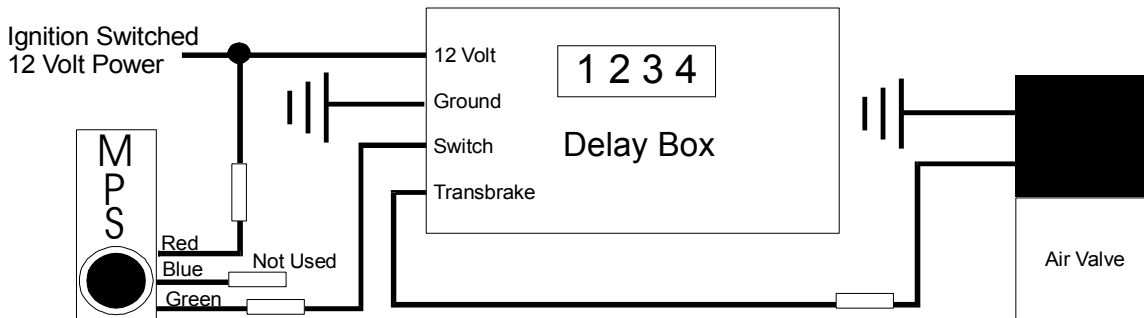 Ignition Switched
12 Volt Power
12 Volt
1 2 3 4
Ground
Switch
Delay Box
Transbrake
M
P
S
Red
Blue
Not Used
Green
Air Valve